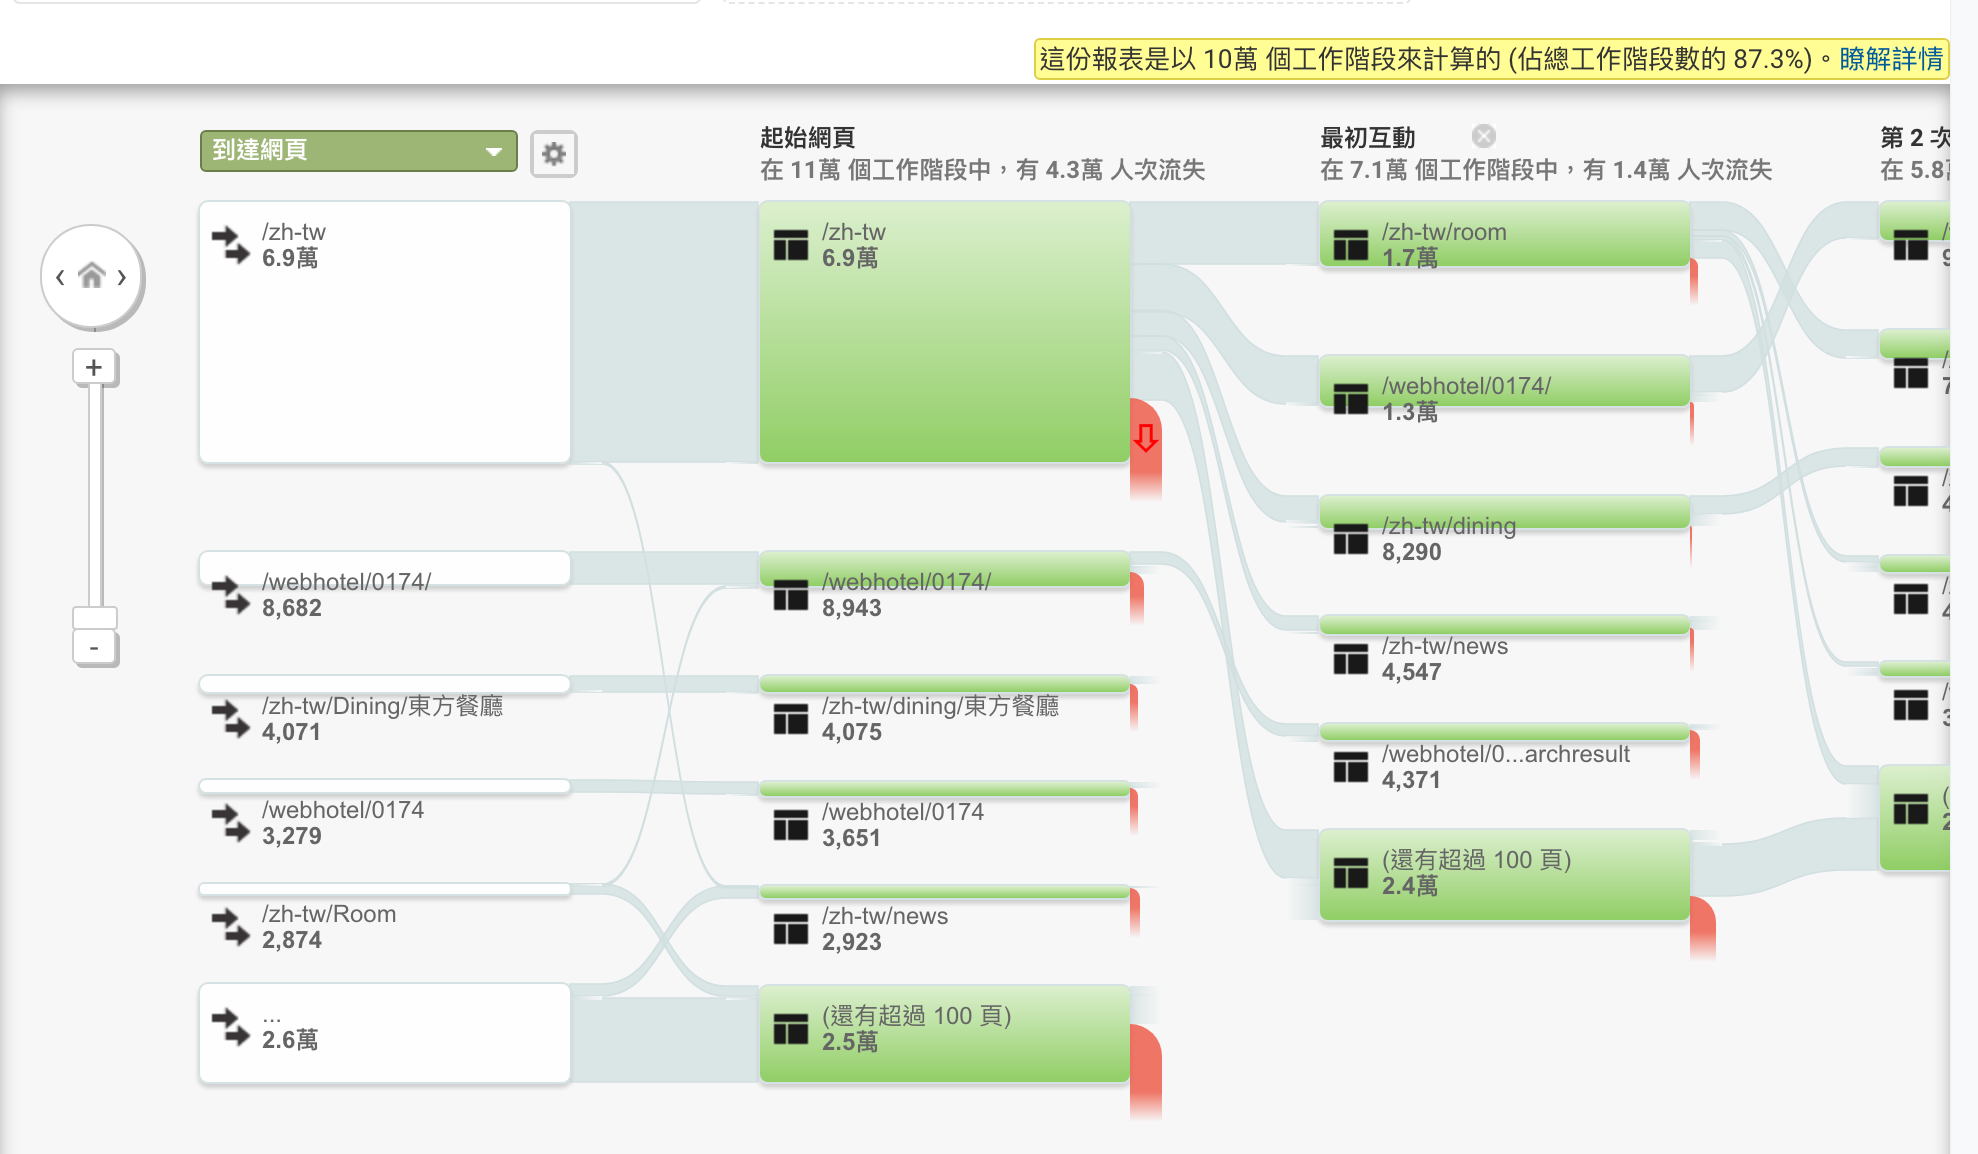 這份報表是以 10萬 個工作階段來計算的 (佔總工作階段數的 87.3%)。瞭解詳情
到達網頁
/zh-tw
6.9萬
/webhotel/0174/
8,682
/zh-tw/Dining/東方餐廳
4,071
/webhotel/0174
3,279
/zh-tw/Room
2,874
...
2.6萬
+
-
起始網頁
在 11萬 個工作階段中，有 4.3萬 人次流失
/zh-tw
6.9萬
/webhotel/0174/
8,943
/zh-tw/dining/東方餐廳
4,075
/webhotel/0174
3,651
/zh-tw/news
2,923
(還有超過 100 頁)
2.5萬
最初互動
在 7.1萬 個工作階段中，有 1.4萬 人次流失
/zh-tw/room
1.7萬
/webhotel/0174/
1.3萬
/zh-tw/dining
8,290
/zh-tw/news
4,547
/webhotel/0...archresult
4,371
(還有超過 100 頁)
2.4萬
第 2 次
在 5.8